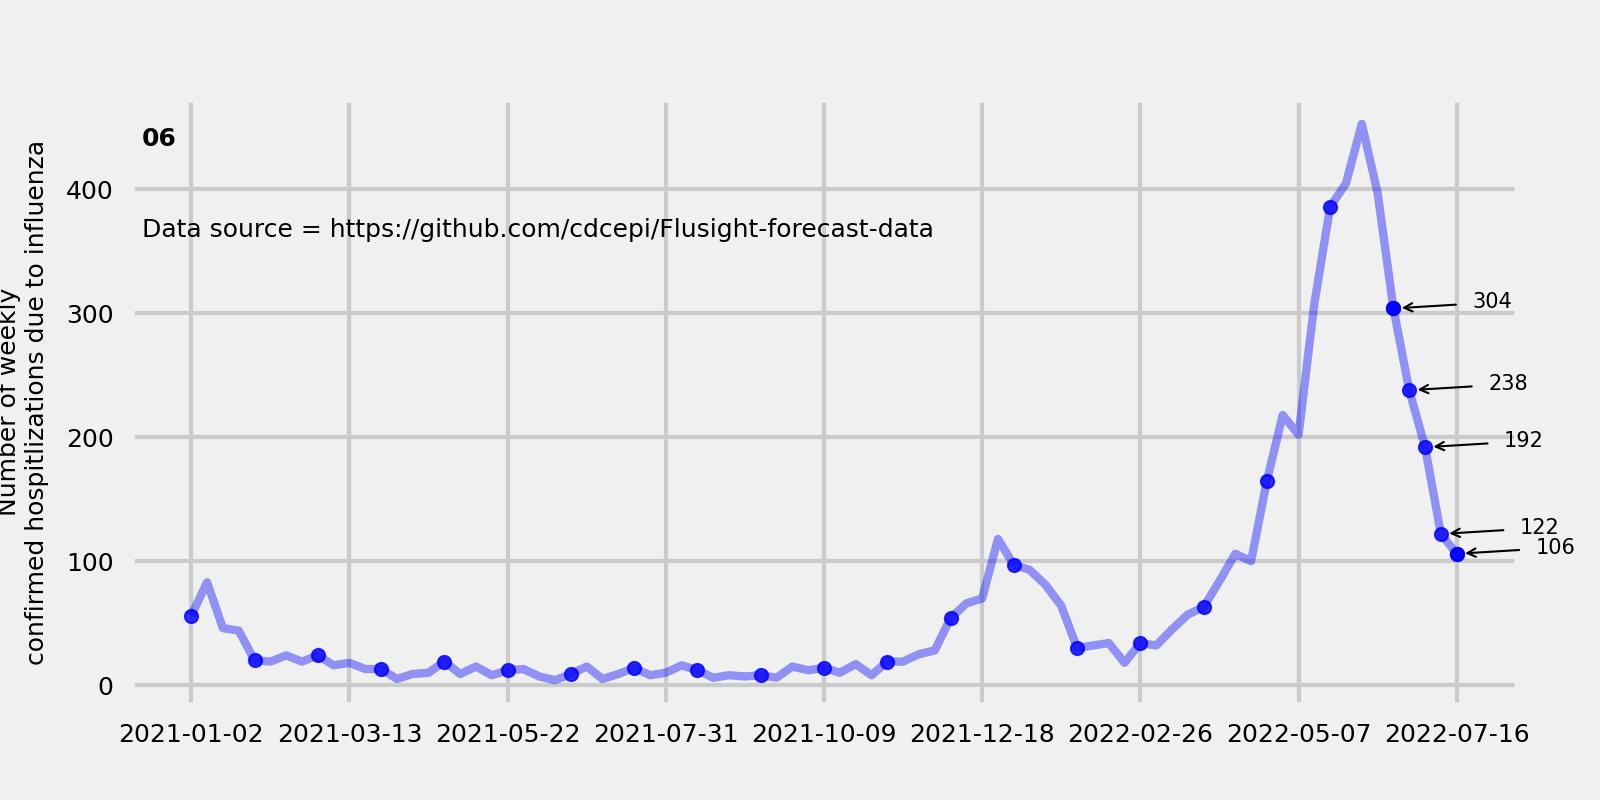 06
Data source = https://github.com/cdcepi/Flusight-forecast-data
Number of weekly
confirmed hospitlizations due to influenza
400
300
200
100
0
304
238
192
122
106
2021-01-02 2021-03-13 2021-05-22 2021-07-31 2021-10-09 2021-12-18 2022-02-26 2022-05-07 2022-07-16